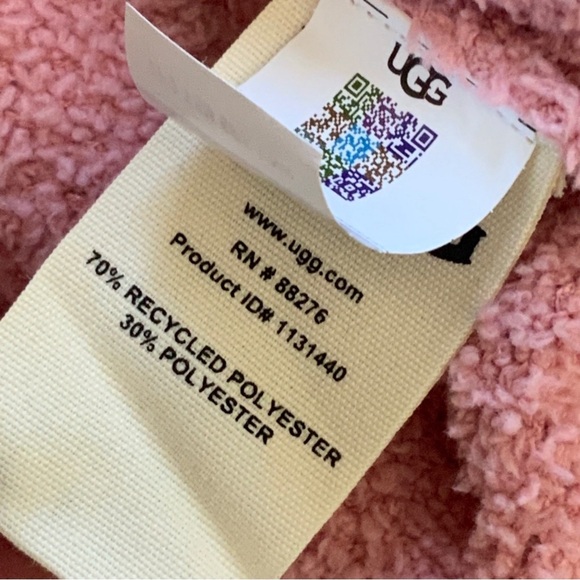 UGG
www.ugg.com
RN # 88276
Product ID# 1131440
70% RECYCLED POLYESTER
30% POLYESTER